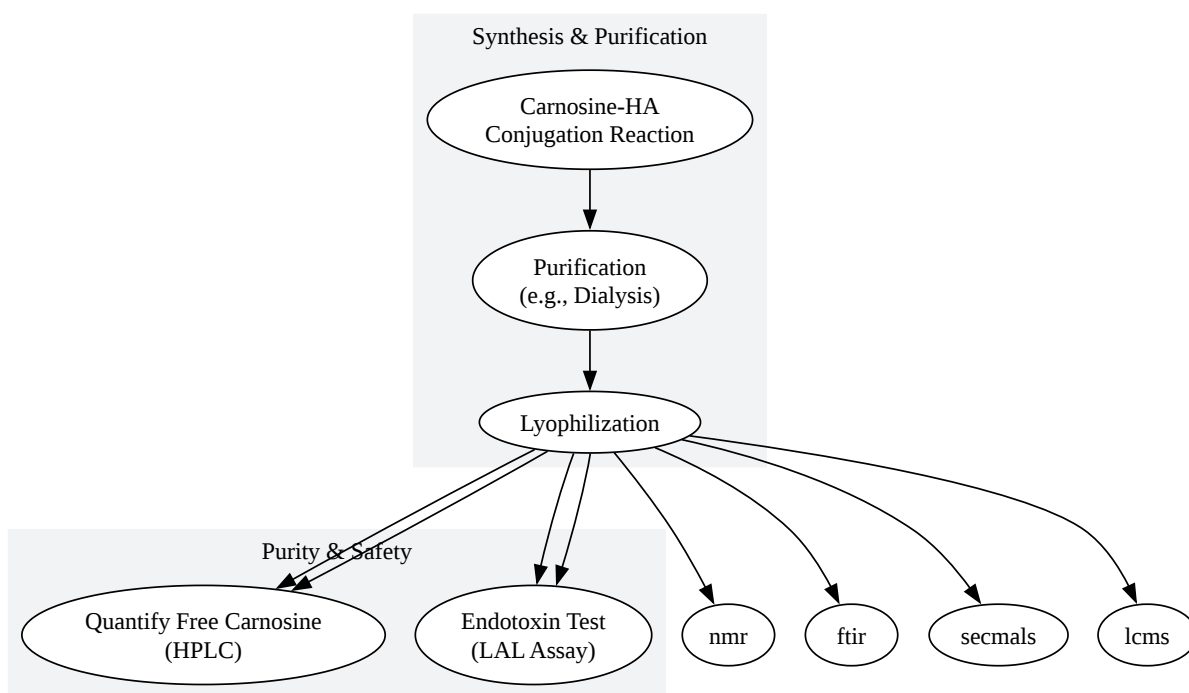 Synthesis & Purification
Carnosine-HA
Conjugation Reaction
Purification
(e.g., Dialysis)
Lyophilization
Purity & Safety
Quantify Free Carnosine
(HPLC)
Endotoxin Test
(LAL Assay)
nmr
ftir
secmals
lcms